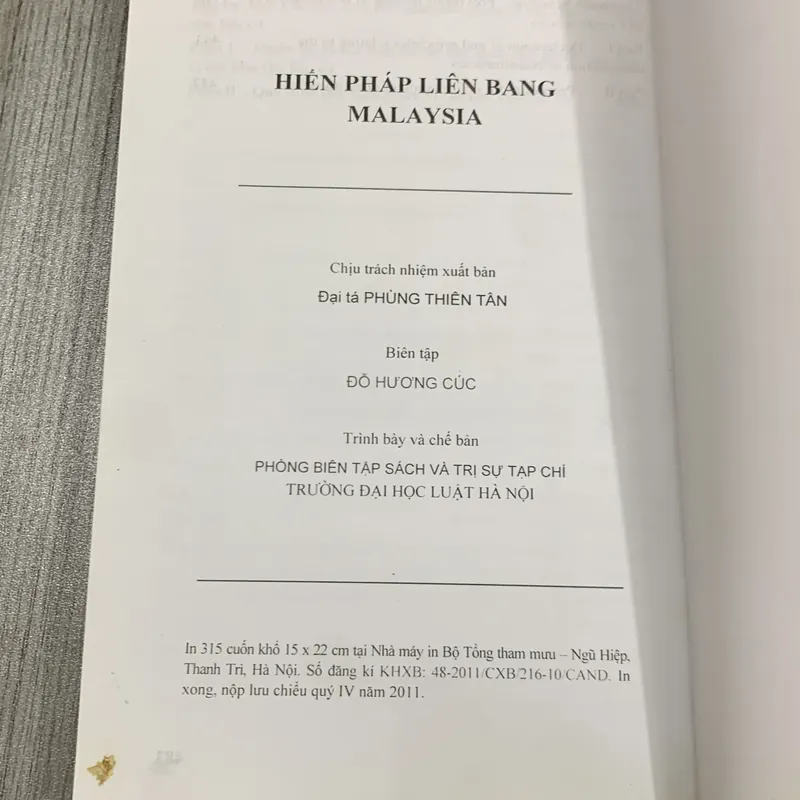 HIẾN PHÁP LIÊN BANG
MALAYSIA
Chịu trách nhiệm xuất bản
Đại tá PHÙNG THIÊN TÂN
Biên tập
ĐỖ HƯƠNG CÚC
Trình bày và chế bản
PHÒNG BIÊN TẬP SÁCH VÀ TRỊ SỰ TẠP CHÍ
TRƯỜNG ĐẠI HỌC LUẬT HÀ NỘI
In 315 cuốn khổ 15 x 22 cm tại Nhà máy in Bộ Tổng tham mưu – Ngũ Hiệp,
Thanh Trì, Hà Nội. Số đăng kí KHXB: 48-2011/CXB/216-10/CAND. In
xong, nộp lưu chiểu quý IV năm 2011.